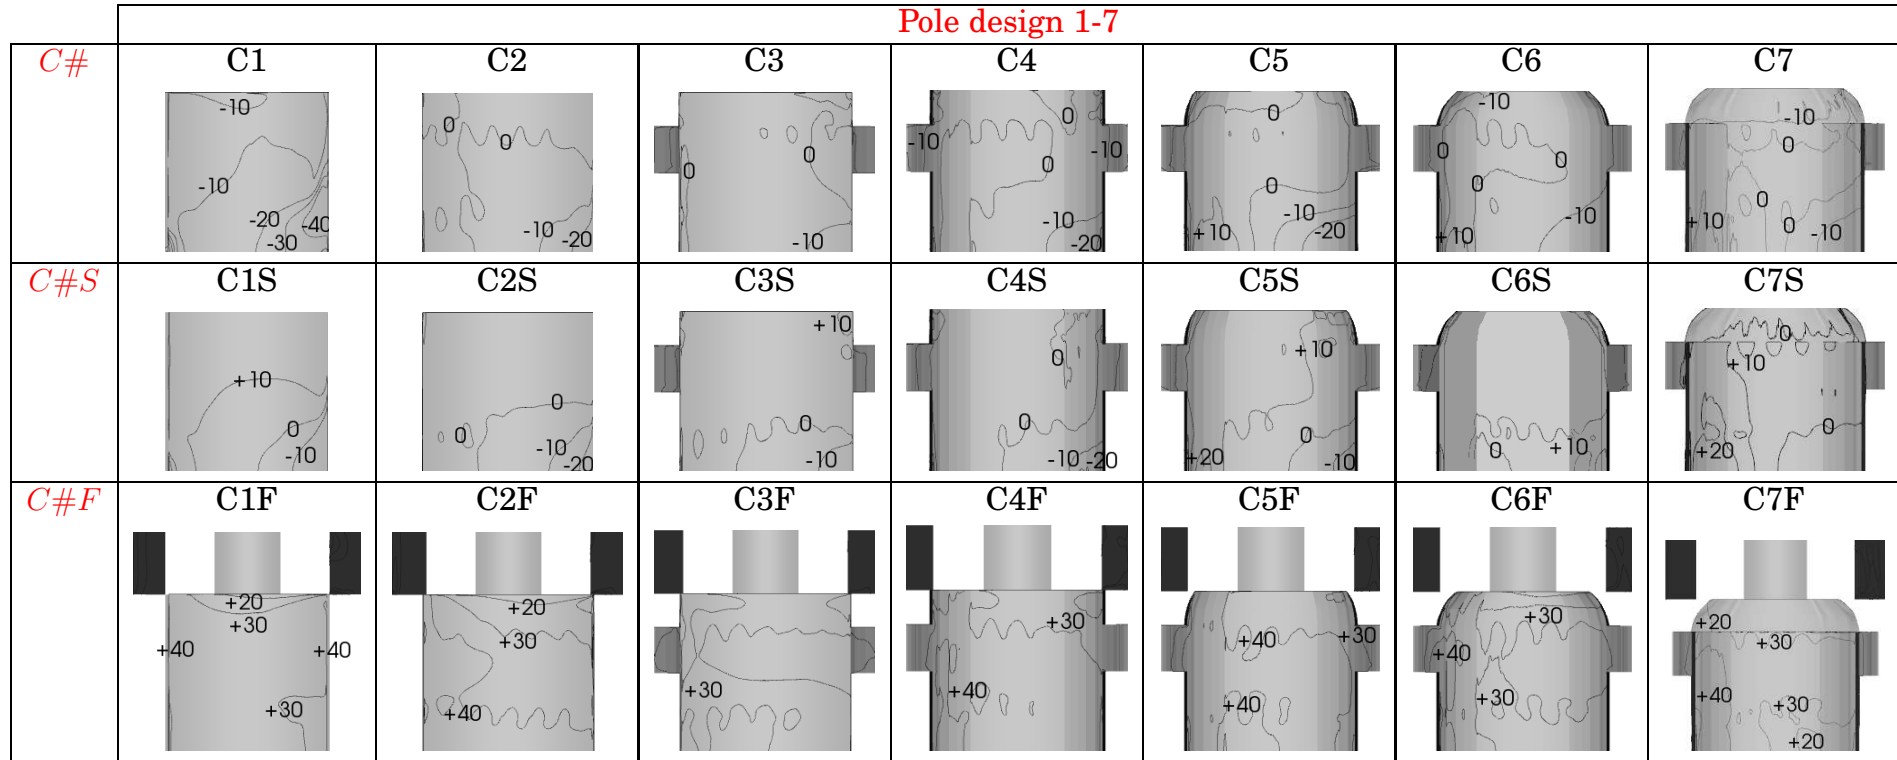 Pole design 1-7
C# C1 C2 C3 C4 C5 C6 C7
-10 -10 -20 -30 -40
0 0 -10 -20
0 0 -10
-10 0 -10 0 -10 -20
0 0 -10 +10 -20
-10 0 0 0 -10 +10
-10 0 0 +10 0 -10
C#S C1S C2S C3S C4S C5S C6S C7S
+10 0 -10
0 0 -10 -20
+10 0 -10
0 0 -10 -20
+10 0 +20 -10
0 +10
0 +10 0 +20
C#F C1F C2F C3F C4F C5F C6F C7F
+20 +30 +40 +40 +30
+20 +30 +40
+30
+30 +40
+40 +30 +40
+30 +40 +30
+20 +30 +40 +30 +20